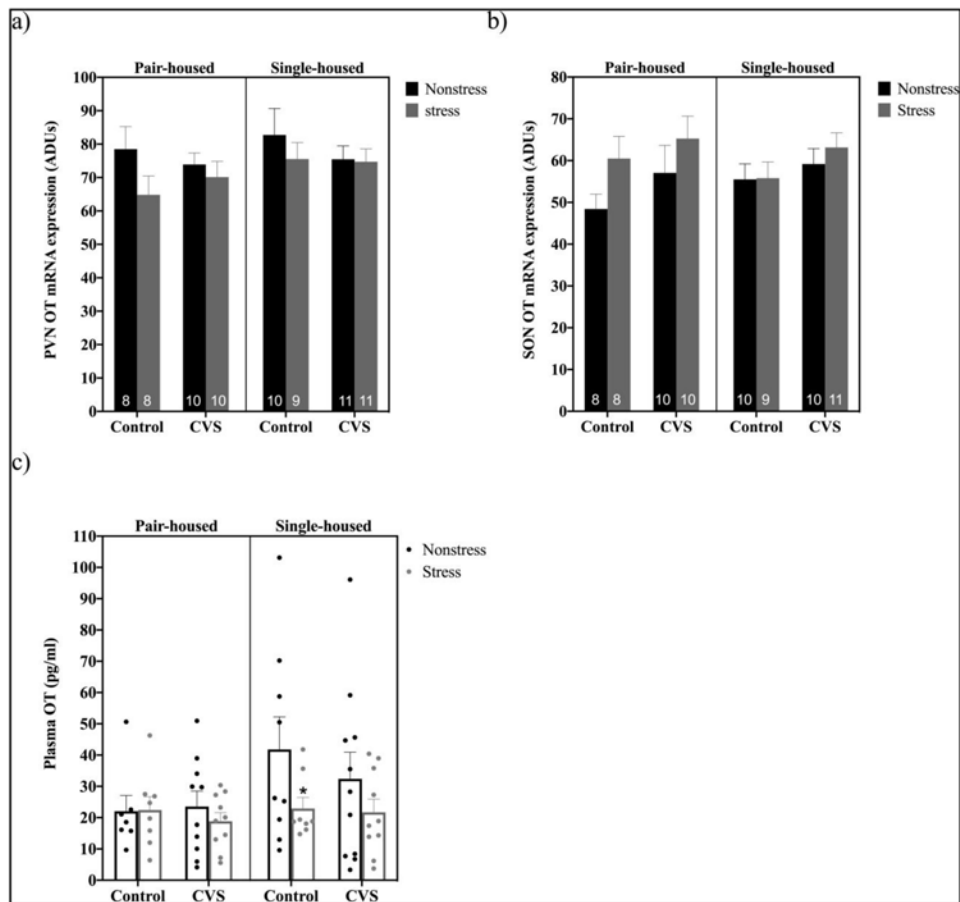 a)
Pair-housed Single-housed
Nonstress
stress
PVN OT mRNA expression (ADUs)
100
90
80
70
60
50
40
30
20
10
0
8 8 10 10 10 9 11 11
Control CVS Control CVS
b)
Pair-housed Single-housed
Nonstress
Stress
SON OT mRNA expression (ADUs)
80
70
60
50
40
30
20
10
0
8 8 10 10 10 9 10 11
Control CVS Control CVS
c)
Pair-housed Single-housed
Nonstress
Stress
Plasma OT (pg/ml)
110
100
90
80
70
60
50
40
30
20
10
0
*
Control CVS Control CVS